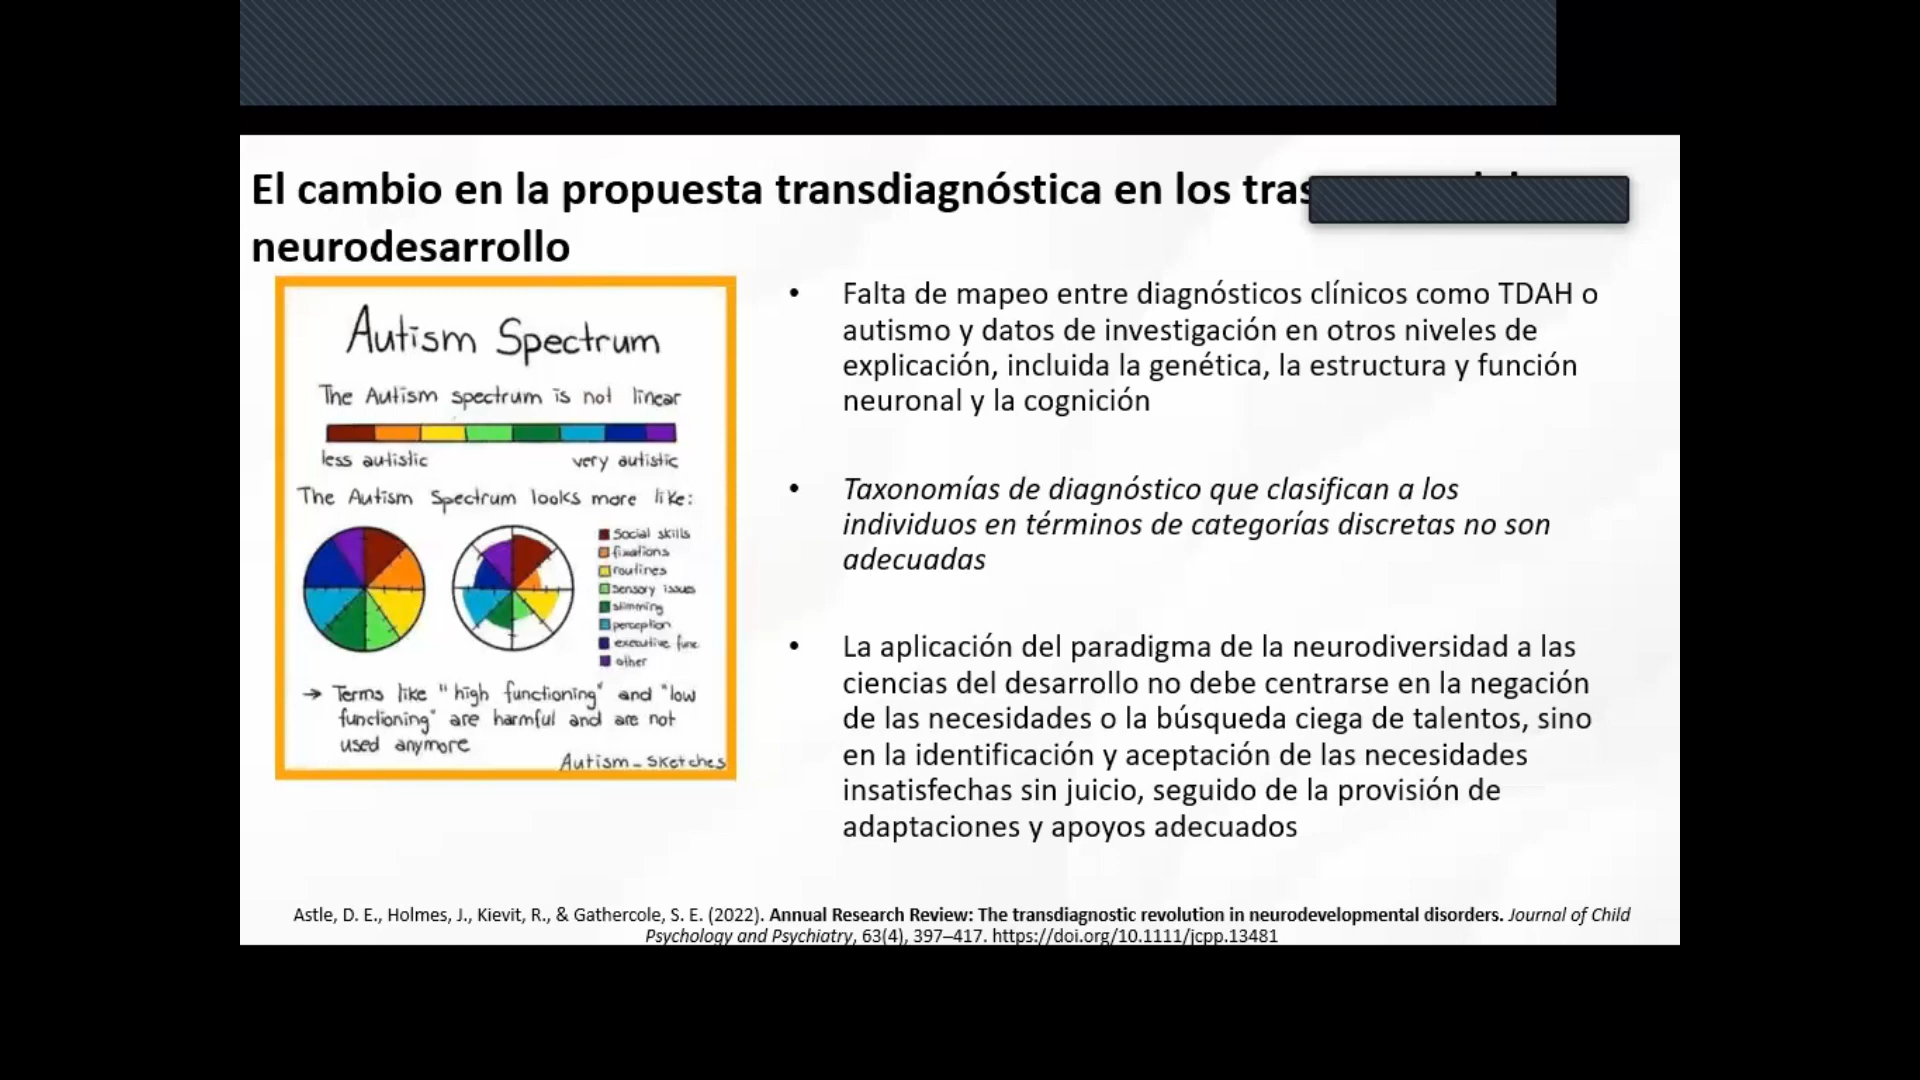 El cambio en la propuesta transdiagnóstica en los
neurodesarrollo
Autism Spectrum
The Autism spectrum is not linear
less autistic very autistic
The Autism Spectrum looks more like:
Social skills
fixations
routines
Sensory issues
stimming
perception
executive func
other
→ Terms like "high functioning" and "low
functioning" are harmful and are not
used anymore
Autism_sketches
• Falta de mapeo entre diagnósticos clínicos como TDAH o
autismo y datos de investigación en otros niveles de
explicación, incluida la genética, la estructura y función
neuronal y la cognición
• Taxonomías de diagnóstico que clasifican a los
individuos en términos de categorías discretas no son
adecuadas
• La aplicación del paradigma de la neurodiversidad a las
ciencias del desarrollo no debe centrarse en la negación
de las necesidades o la búsqueda ciega de talentos, sino
en la identificación y aceptación de las necesidades
insatisfechas sin juicio, seguido de la provisión de
adaptaciones y apoyos adecuados
Astle, D. E., Holmes, J., Kievit, R., & Gathercole, S. E. (2022). Annual Research Review: The transdiagnostic revolution in neurodevelopmental disorders. Journal of Child
Psychology and Psychiatry, 63(4), 397–417. https://doi.org/10.1111/jcpp.13481